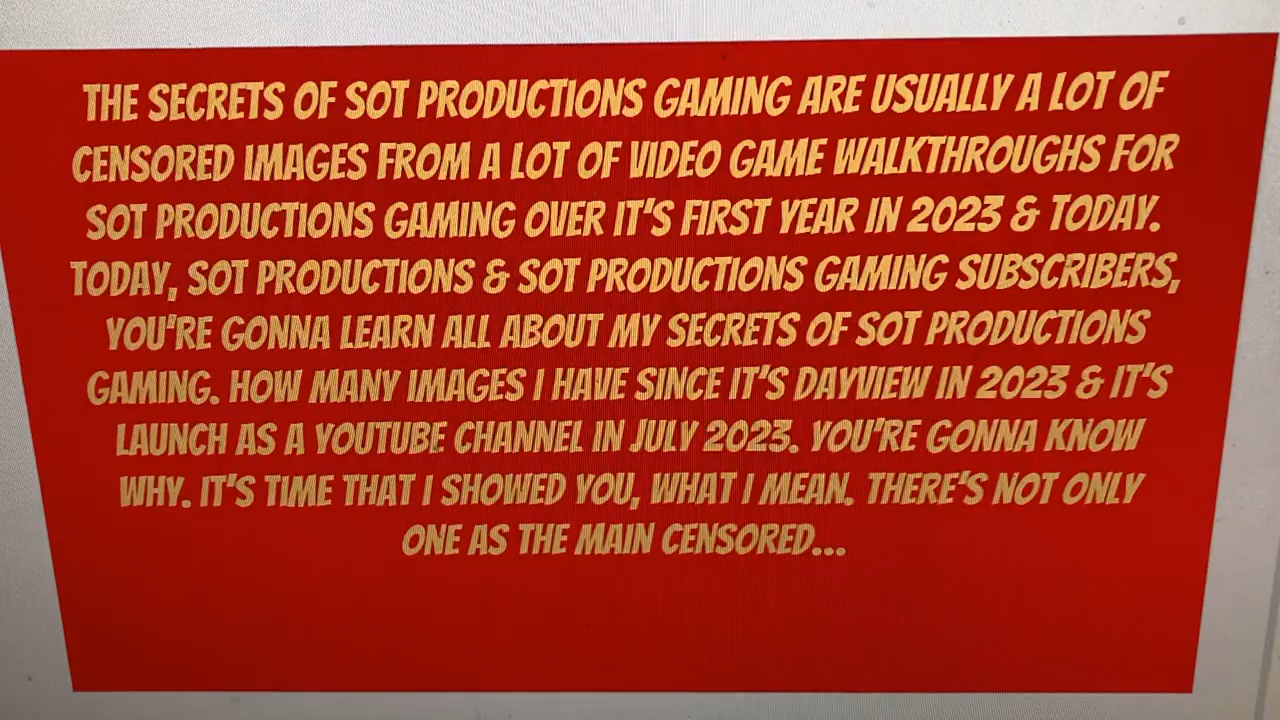 THE SECRETS OF SOT PRODUCTIONS GAMING ARE USUALLY A LOT OF
CENSORED IMAGES FROM A LOT OF VIDEO GAME WALKTHROUGHS FOR
SOT PRODUCTIONS GAMING OVER IT'S FIRST YEAR IN 2023 & TODAY.
TODAY, SOT PRODUCTIONS & SOT PRODUCTIONS GAMING SUBSCRIBERS,
YOU'RE GONNA LEARN ALL ABOUT MY SECRETS OF SOT PRODUCTIONS
GAMING. HOW MANY IMAGES I HAVE SINCE IT'S DAYVIEW IN 2023 & IT'S
LAUNCH AS A YOUTUBE CHANNEL IN JULY 2023. YOU'RE GONNA KNOW
WHY. IT'S TIME THAT I SHOWED YOU, WHAT I MEAN. THERE'S NOT ONLY
ONE AS THE MAIN CENSORED...